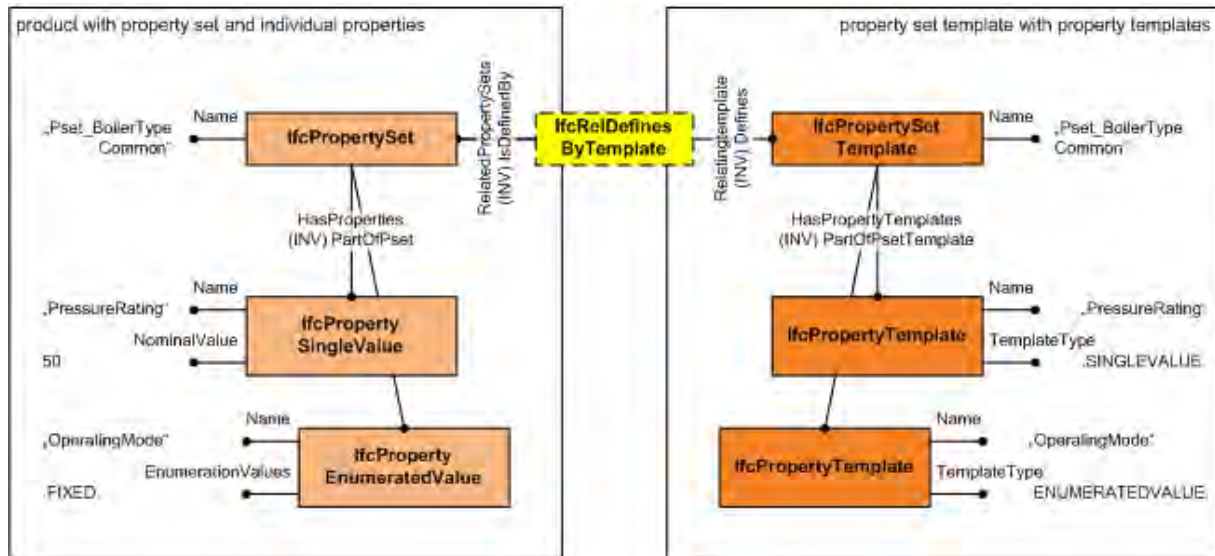 product with property set and individual properties
property set template with property templates
Name
„Pset_BoilerType
Common“
IfcPropertySet
RelatedPropertySets
(INV) IsDefinedBy
IfcRelDefines
ByTemplate
Relatingtemplate
(INV) Defines
IfcPropertySet
Template
Name
„Pset_BoilerType
Common“
HasProperties
(INV) PartOfPset
HasPropertyTemplates
(INV) PartOfPsetTemplate
Name
„PressureRating“
IfcProperty
SingleValue
NominalValue
50
Name
„PressureRating“
IfcPropertyTemplate
TemplateType
.SINGLEVALUE.
Name
„OperalingMode“
IfcProperty
EnumeratedValue
EnumerationValues
.FIXED.
Name
„OperalingMode“
IfcPropertyTemplate
TemplateType
ENUMERATEDVALUE.